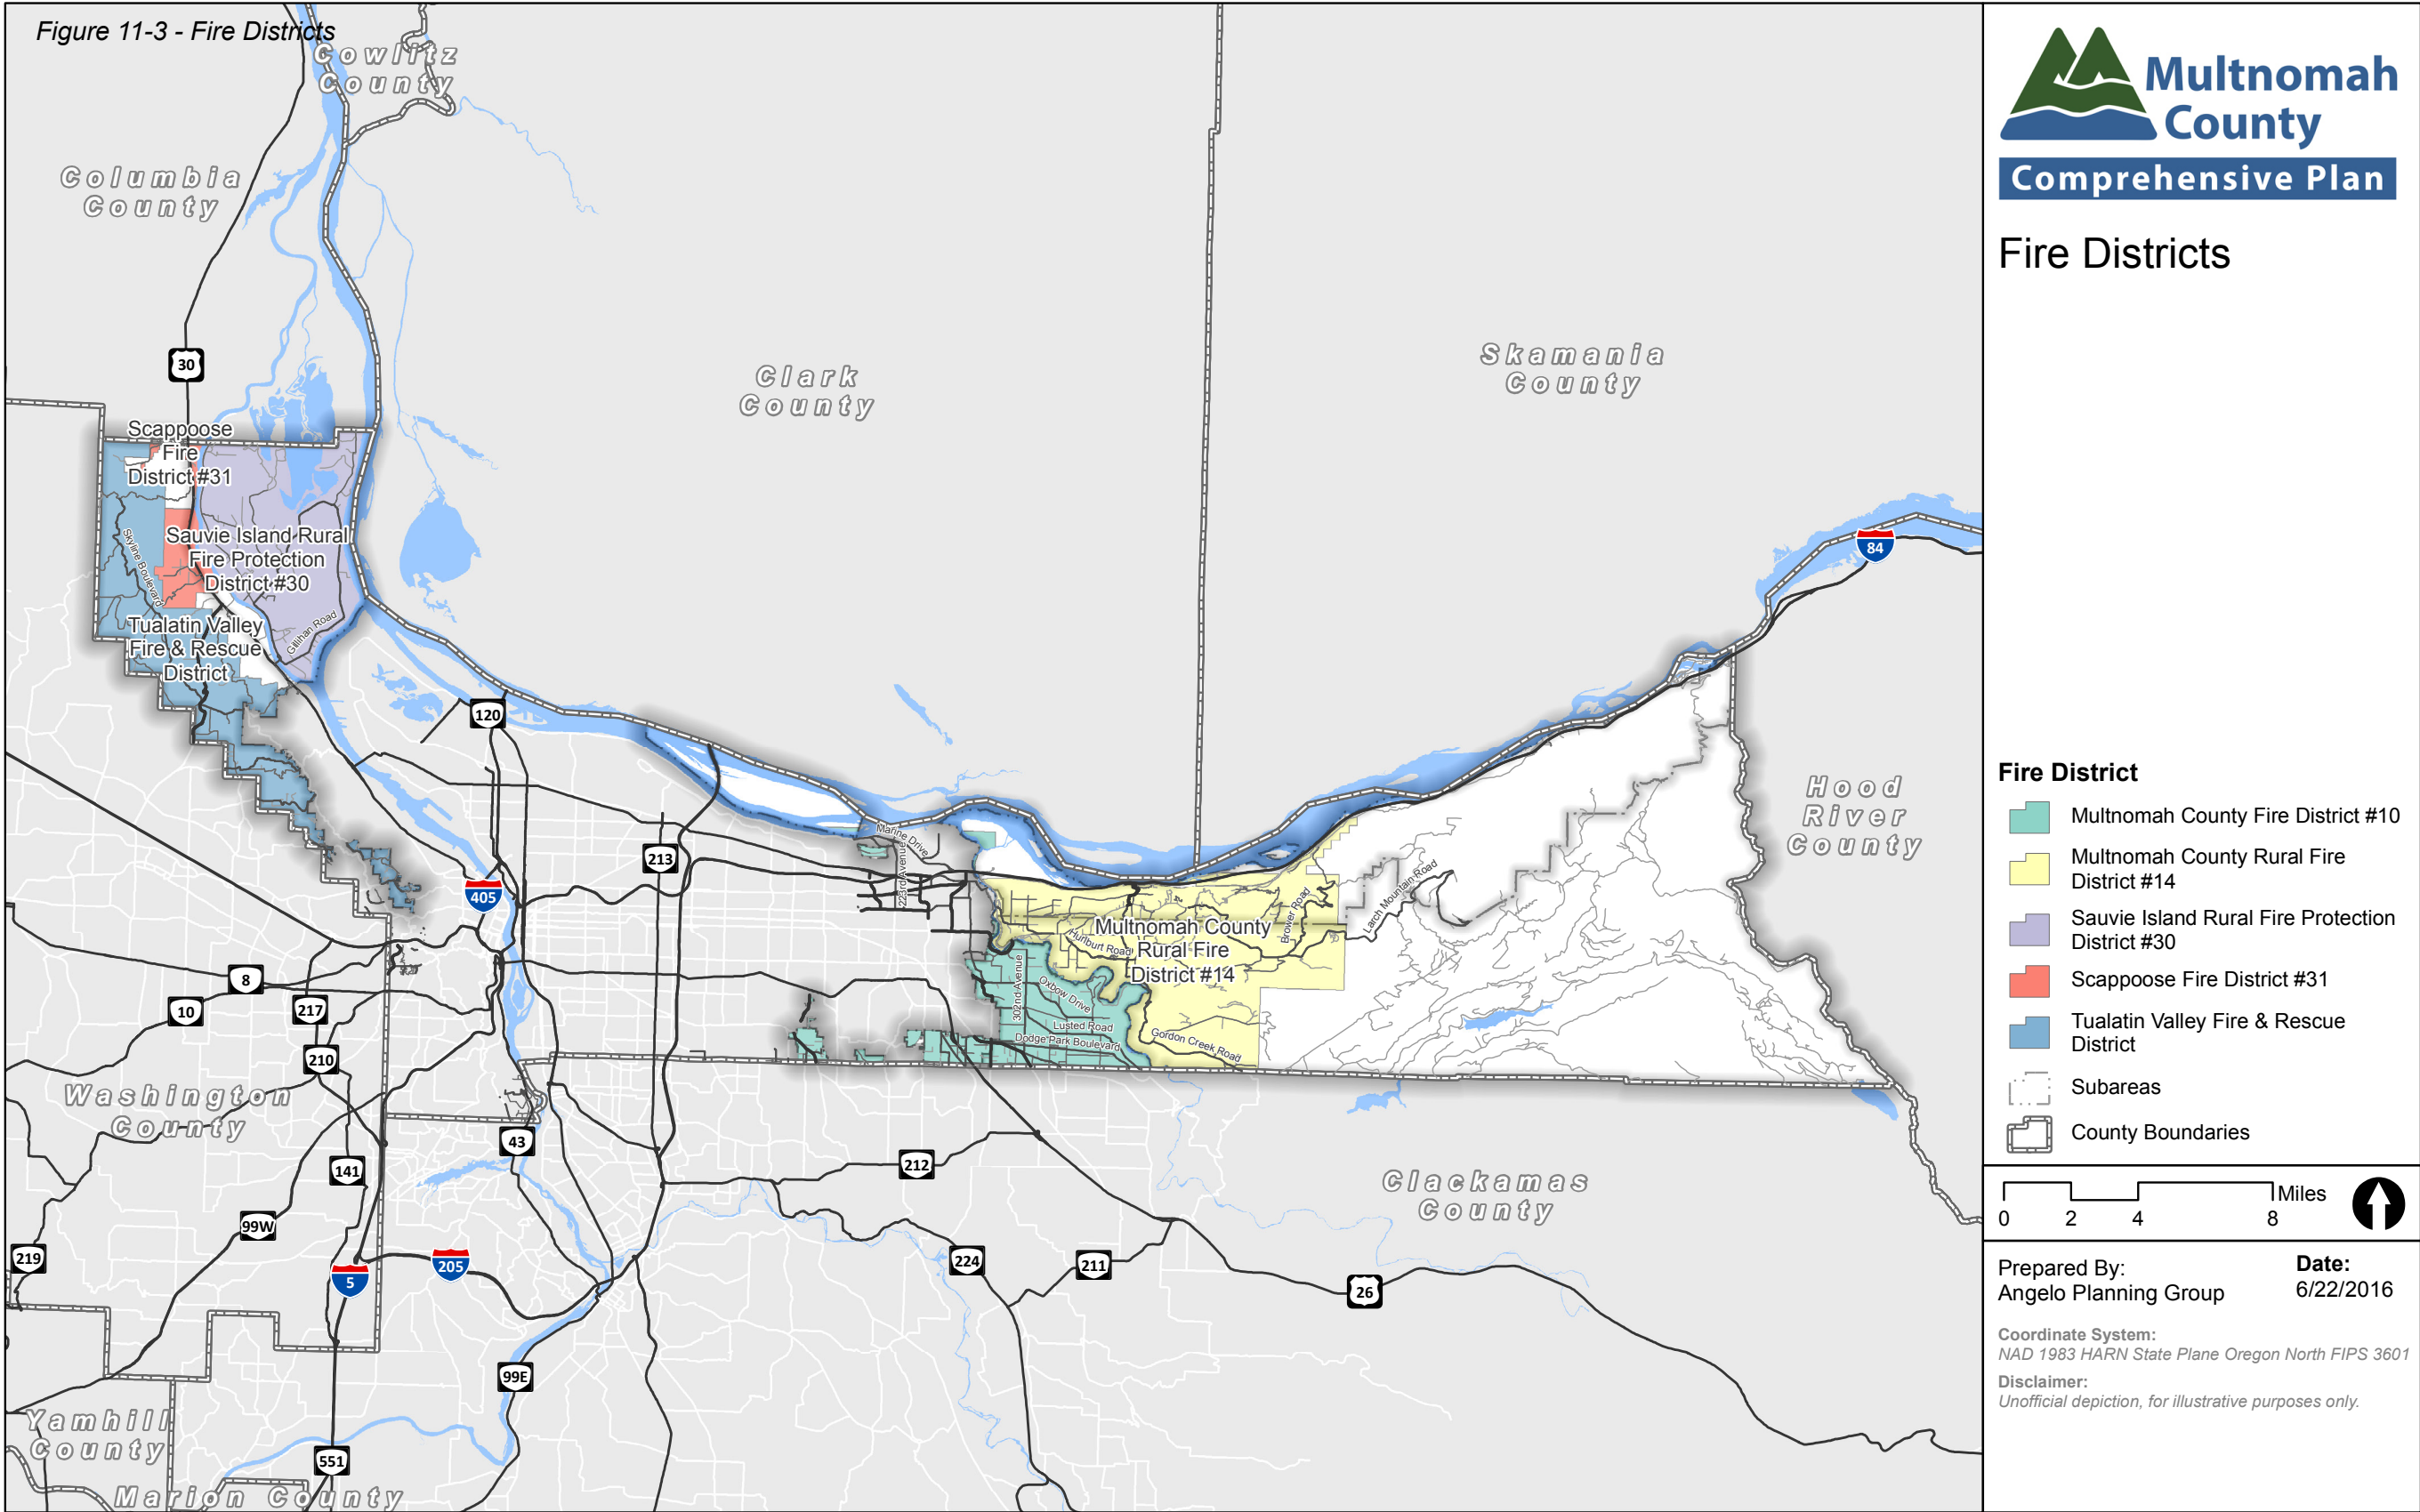 Figure 11-3 - Fire Districts
Cowlitz
County
Columbia
County
30
Clark
County
Skamania
County
84
Scappoose
Fire
District #31
Sauvie Island Rural
Fire Protection
District #30
Skyline Boulevard
Gillihan Road
Tualatin Valley
Fire & Rescue
District
120
213
405
Marine Drive
223rd Avenue
Hood
River
County
Larch Mountain Road
Brower Road
Multnomah County
Rural Fire
District #14
Hurlburt Road
302nd Avenue
Oxbow Drive
Lusted Road
Dodge Park Boulevard
Gordon Creek Road
8
10
217
210
Washington
County
43
141
212
Clackamas
County
99W
219
5
205
224
211
26
99E
Yamhill
County
551
Marion County
Multnomah
County
Comprehensive Plan
Fire Districts
Fire District
Multnomah County Fire District #10
Multnomah County Rural Fire
District #14
Sauvie Island Rural Fire Protection
District #30
Scappoose Fire District #31
Tualatin Valley Fire & Rescue
District
Subareas
County Boundaries
Miles
0 2 4 8
Prepared By:
Angelo Planning Group
Date:
6/22/2016
Coordinate System:
NAD 1983 HARN State Plane Oregon North FIPS 3601
Disclaimer:
Unofficial depiction, for illustrative purposes only.